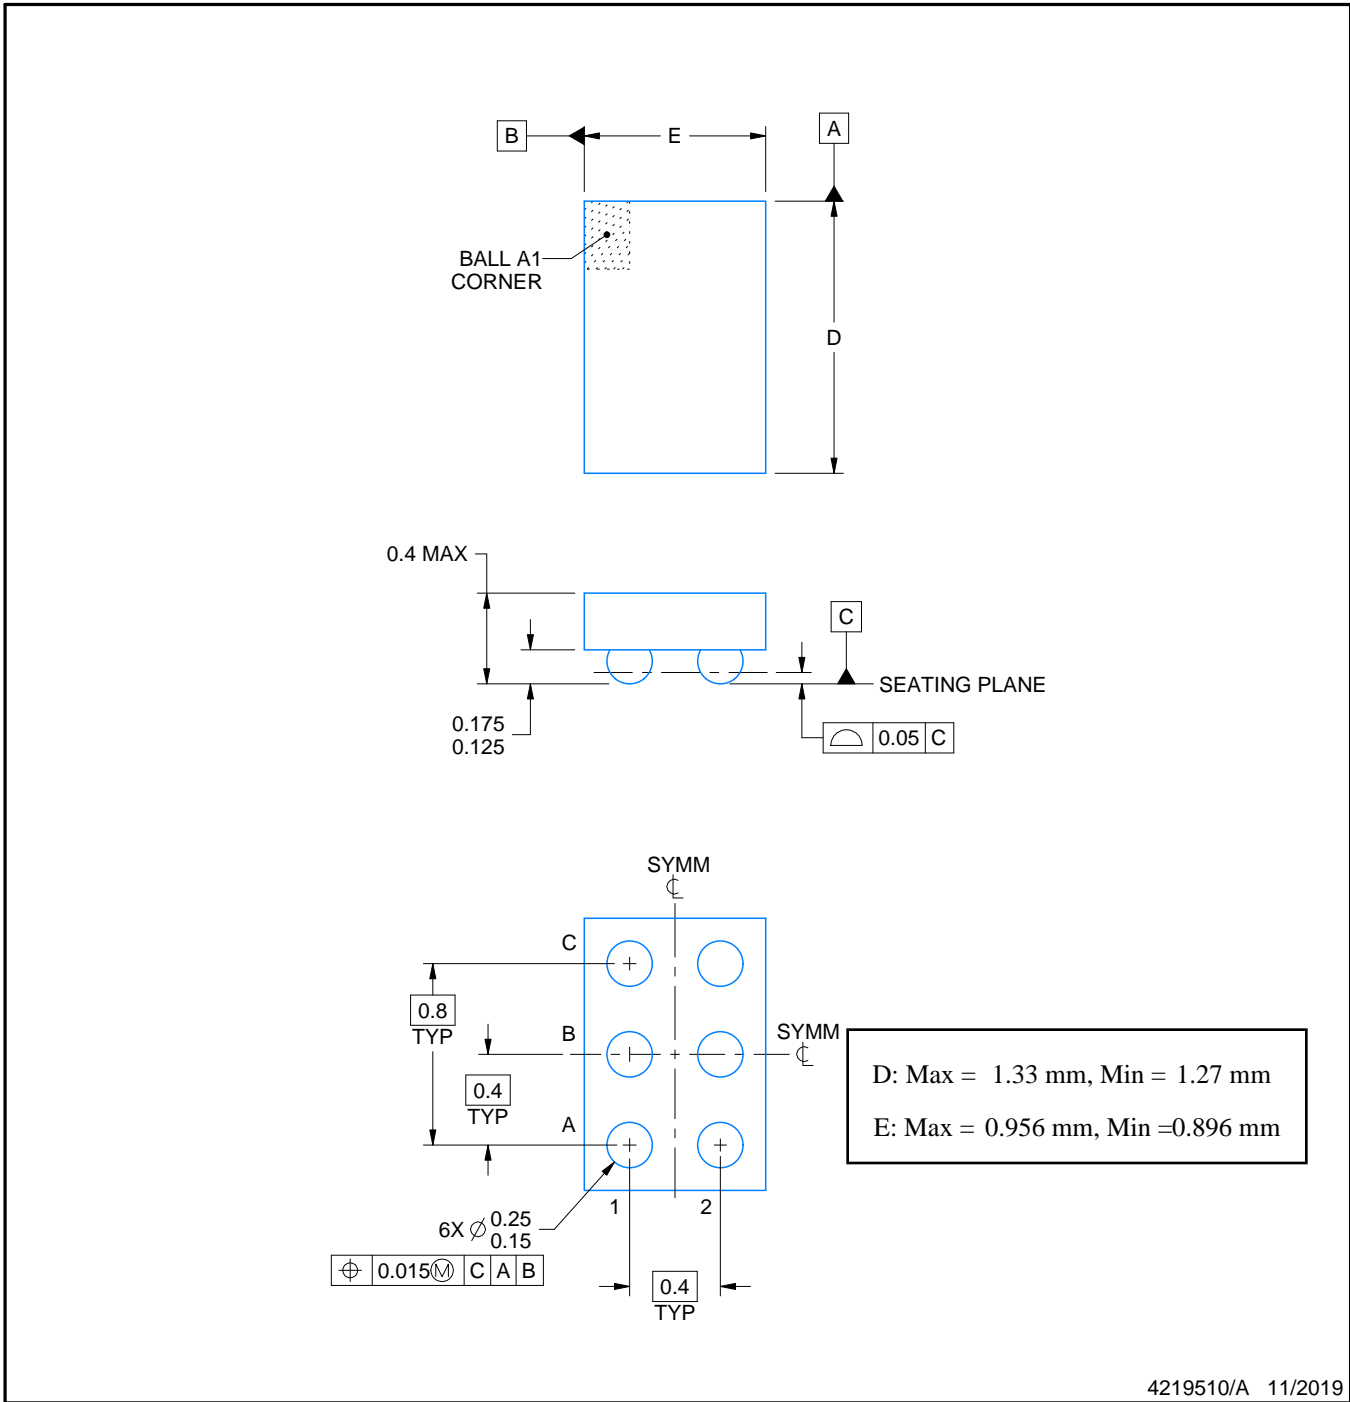 B
E
A
BALL A1
CORNER
D
0.4 MAX
C
SEATING PLANE
0.175
0.125
0.05 C
SYMM
C
0.8
TYP
B
SYMM
0.4
TYP
A
1
2
6X ∅ 0.25
0.15
0.015Ⓜ C A B
0.4
TYP
D: Max = 1.33 mm, Min = 1.27 mm
E: Max = 0.956 mm, Min =0.896 mm
4219510/A 11/2019